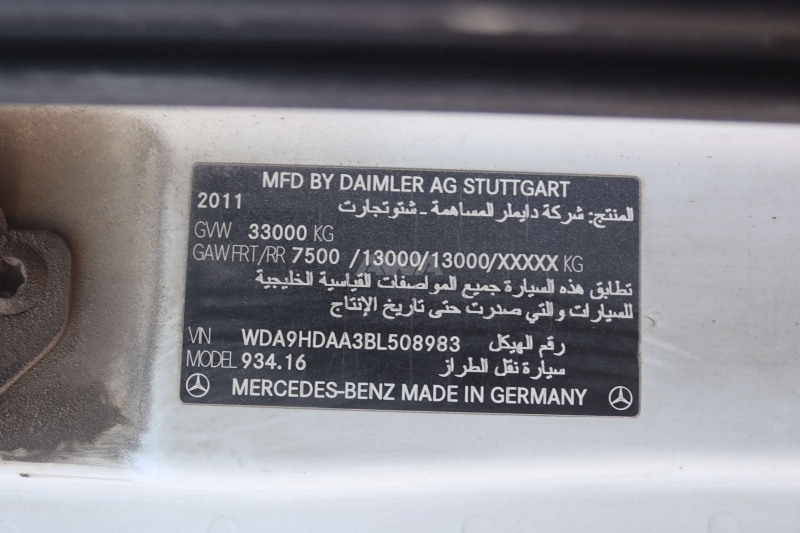 MFD BY DAIMLER AG STUTTGART
2011 المنتج: شركة دايملر المساهمة - شتوتجارت
GVW 33000 KG
GAWFRT/RR 7500 /13000/13000/XXXXX KG
تطابق هذه السيارة جميع المواصفات القياسية الخليجية
للسيارات والتي صدرت حتى تاريخ الإنتاج
VIN WDA9HDAA3BL508983 رقم الهيكل
MODEL 934.16 سيارة نقل الطراز
MERCEDES-BENZ MADE IN GERMANY